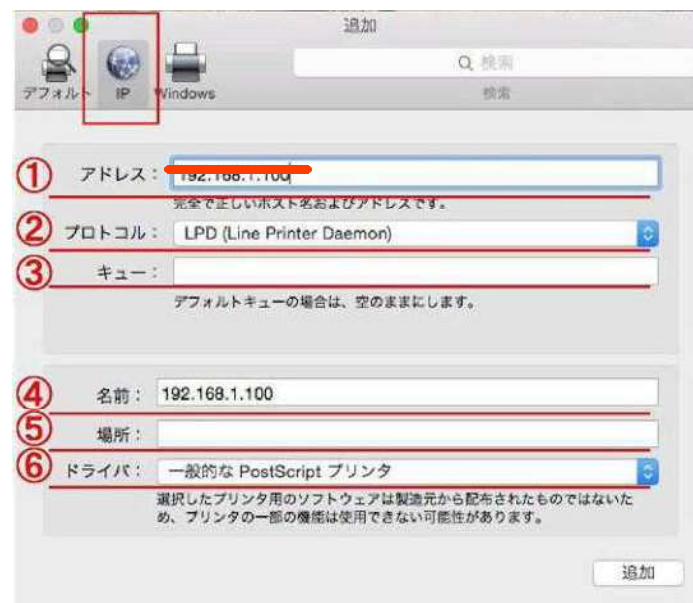 追加
検索
デフォルト IP Windows 検索
① アドレス： 192.168.1.100
完全で正しいホスト名およびアドレスです。
② プロトコル： LPD (Line Printer Daemon)
③ キュー：
デフォルトキューの場合は、空のままにします。
④ 名前： 192.168.1.100
⑤ 場所：
⑥ ドライバ： 一般的な PostScript プリンタ
選択したプリンタ用のソフトウェアは製造元から配布されたものではないた
め、プリンタの一部の機能は使用できない可能性があります。
追加